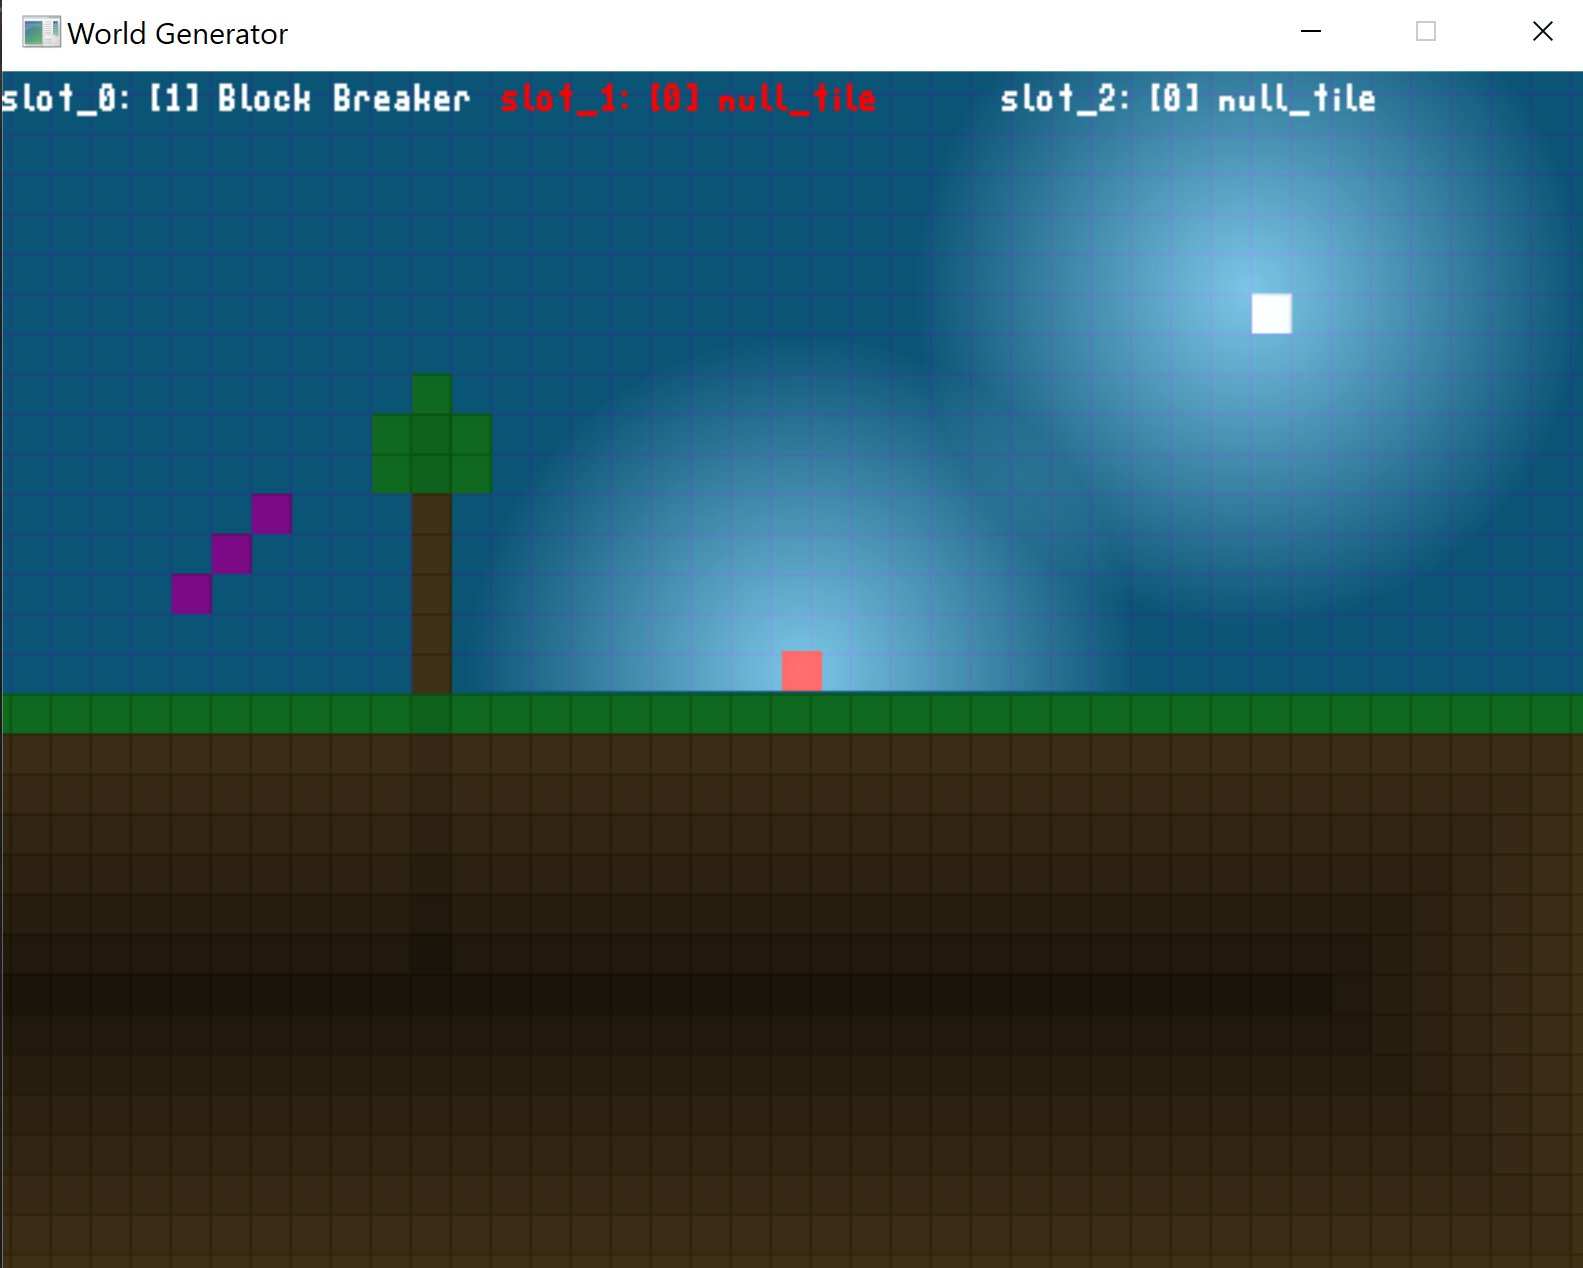 World Generator
slot_0: [1] Block Breaker slot_1: [0] null_tile slot_2: [0] null_tile